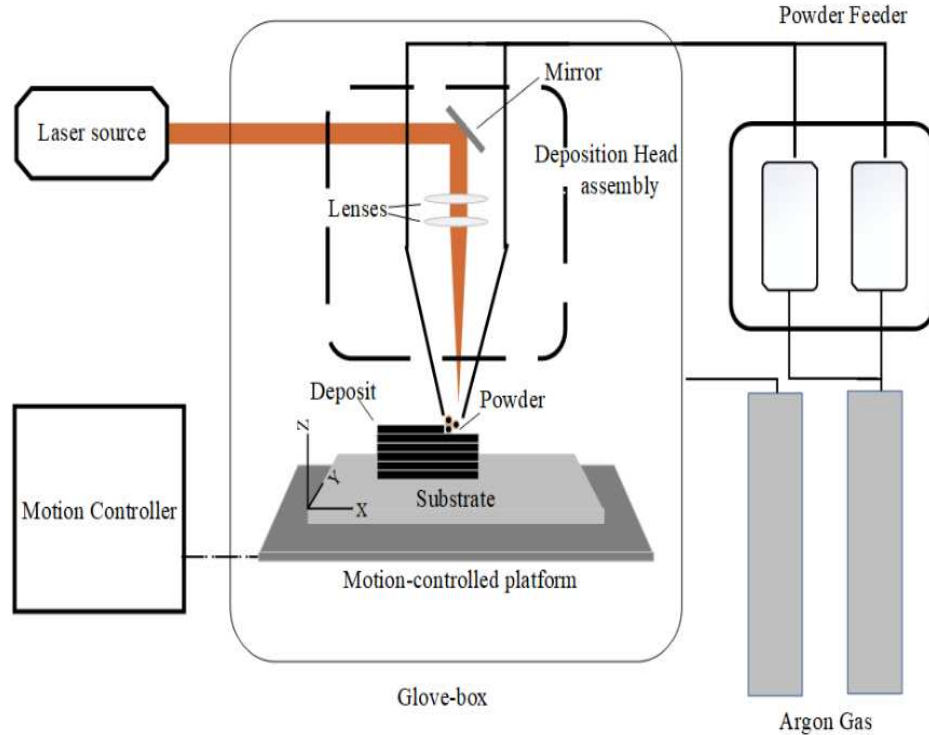 Powder Feeder
Mirror
Laser source
Deposition Head
assembly
Lenses
Deposit
Powder
Z
Y
X
Substrate
Motion Controller
Motion-controlled platform
Glove-box
Argon Gas